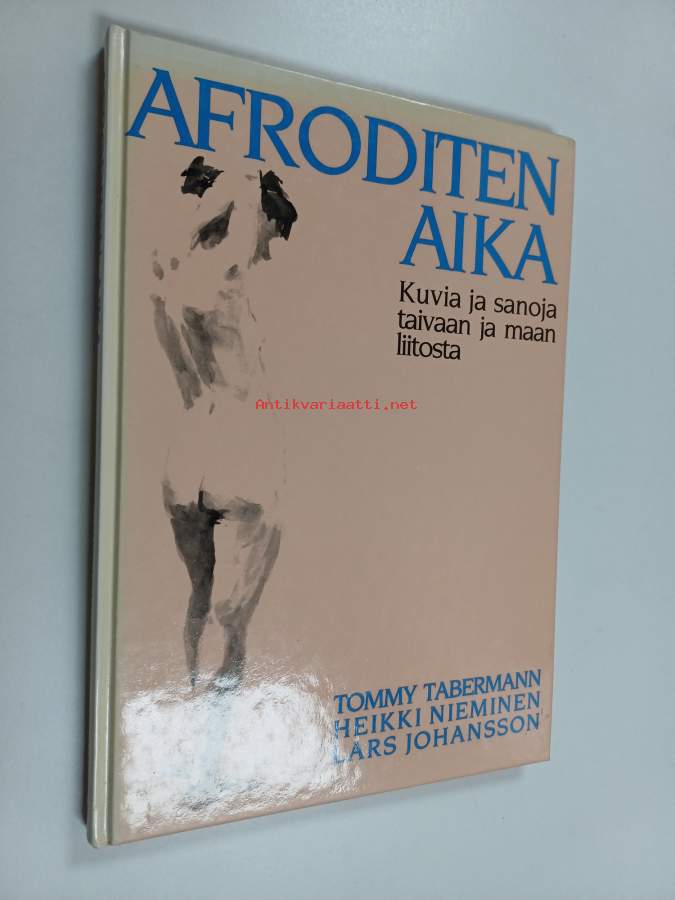 AFRODITEN
AIKA
Kuvia ja sanoja
taivaan ja maan
liitosta
Antikvariaatti.net
TOMMY TABERMANN
HEIKKI NIEMINEN
LARS JOHANSSON